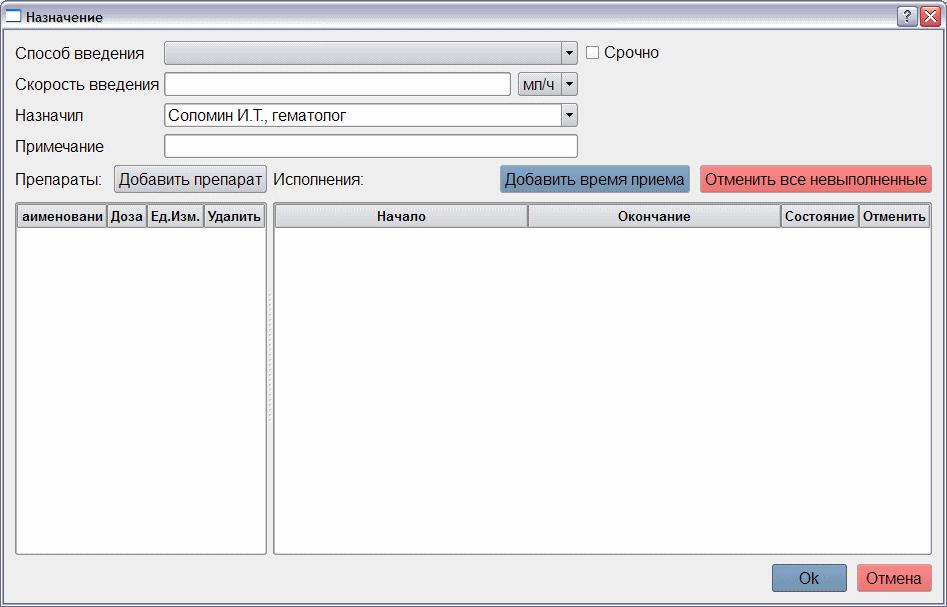 Назначение
Способ введения Срочно
Скорость введения мл/ч
Назначил Соломин И.Т., гематолог
Примечание
Препараты: Добавить препарат Исполнения: Добавить время приема Отменить все невыполненные
аименовани Доза Ед.Изм. Удалить Начало Окончание Состояние Отменить
Ok Отмена